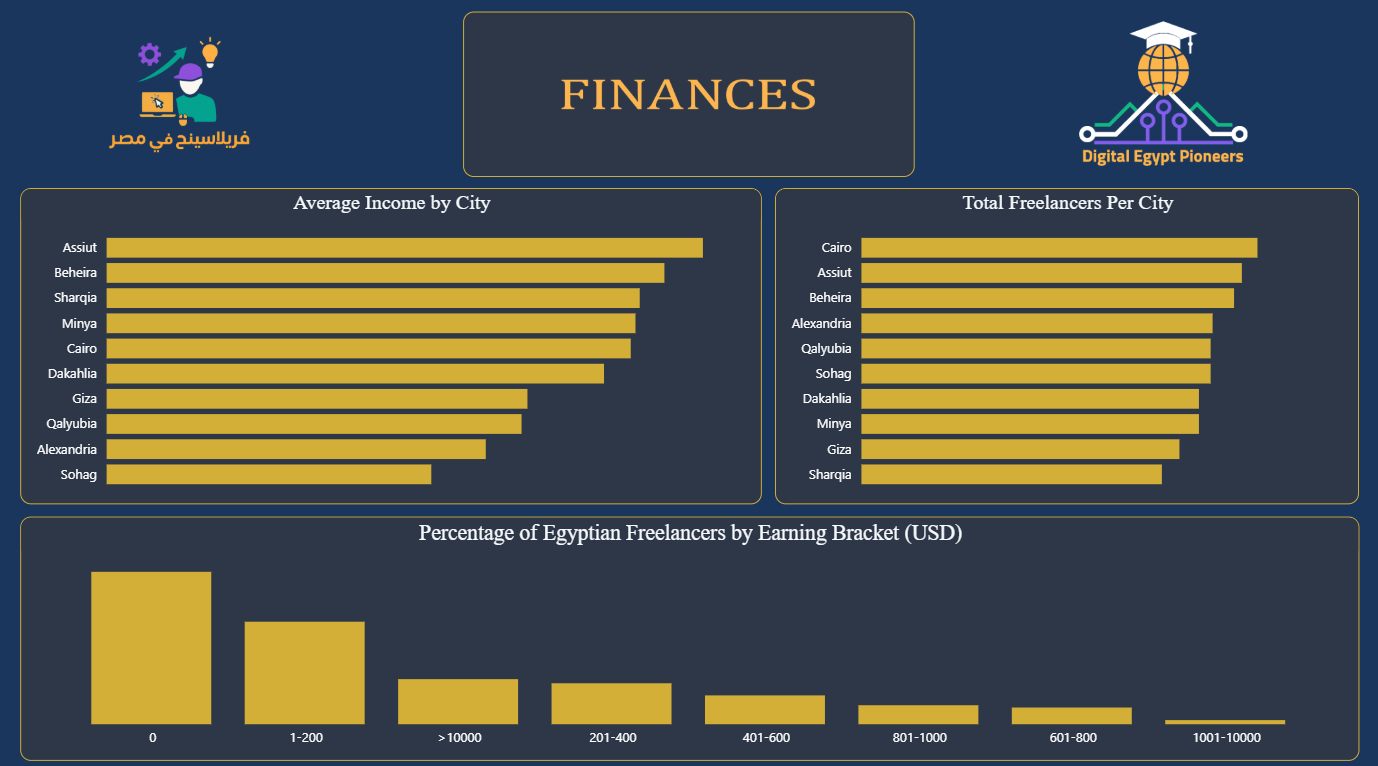 فريلاسينج في مصر
FINANCES
Digital Egypt Pioneers
Average Income by City
Assiut
Beheira
Sharqia
Minya
Cairo
Dakahlia
Giza
Qalyubia
Alexandria
Sohag
Total Freelancers Per City
Cairo
Assiut
Beheira
Alexandria
Qalyubia
Sohag
Dakahlia
Minya
Giza
Sharqia
Percentage of Egyptian Freelancers by Earning Bracket (USD)
0 1-200 >10000 201-400 401-600 801-1000 601-800 1001-10000